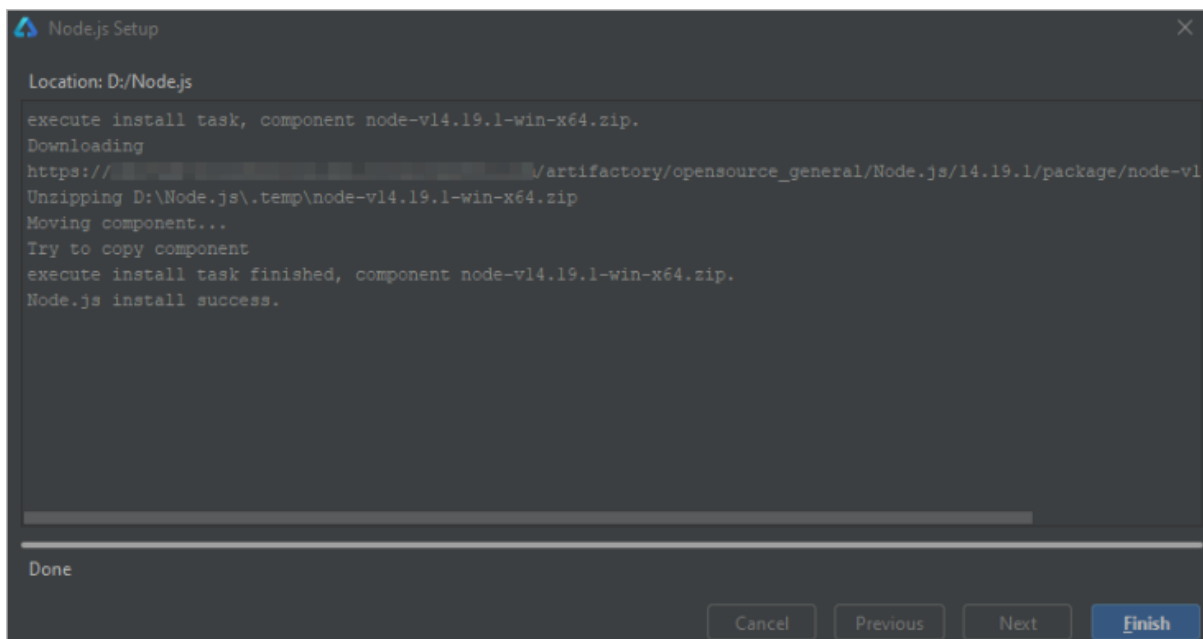 Node.js Setup
Location: D:/Node.js
execute install task, component node-v14.19.1-win-x64.zip.
Downloading
https:// /artifactory/opensource_general/Node.js/14.19.1/package/node-v1
Unzipping D:\Node.js\.temp\node-v14.19.1-win-x64.zip
Moving component...
Try to copy component
execute install task finished, component node-v14.19.1-win-x64.zip.
Node.js install success.
Done
Cancel Previous Next Finish